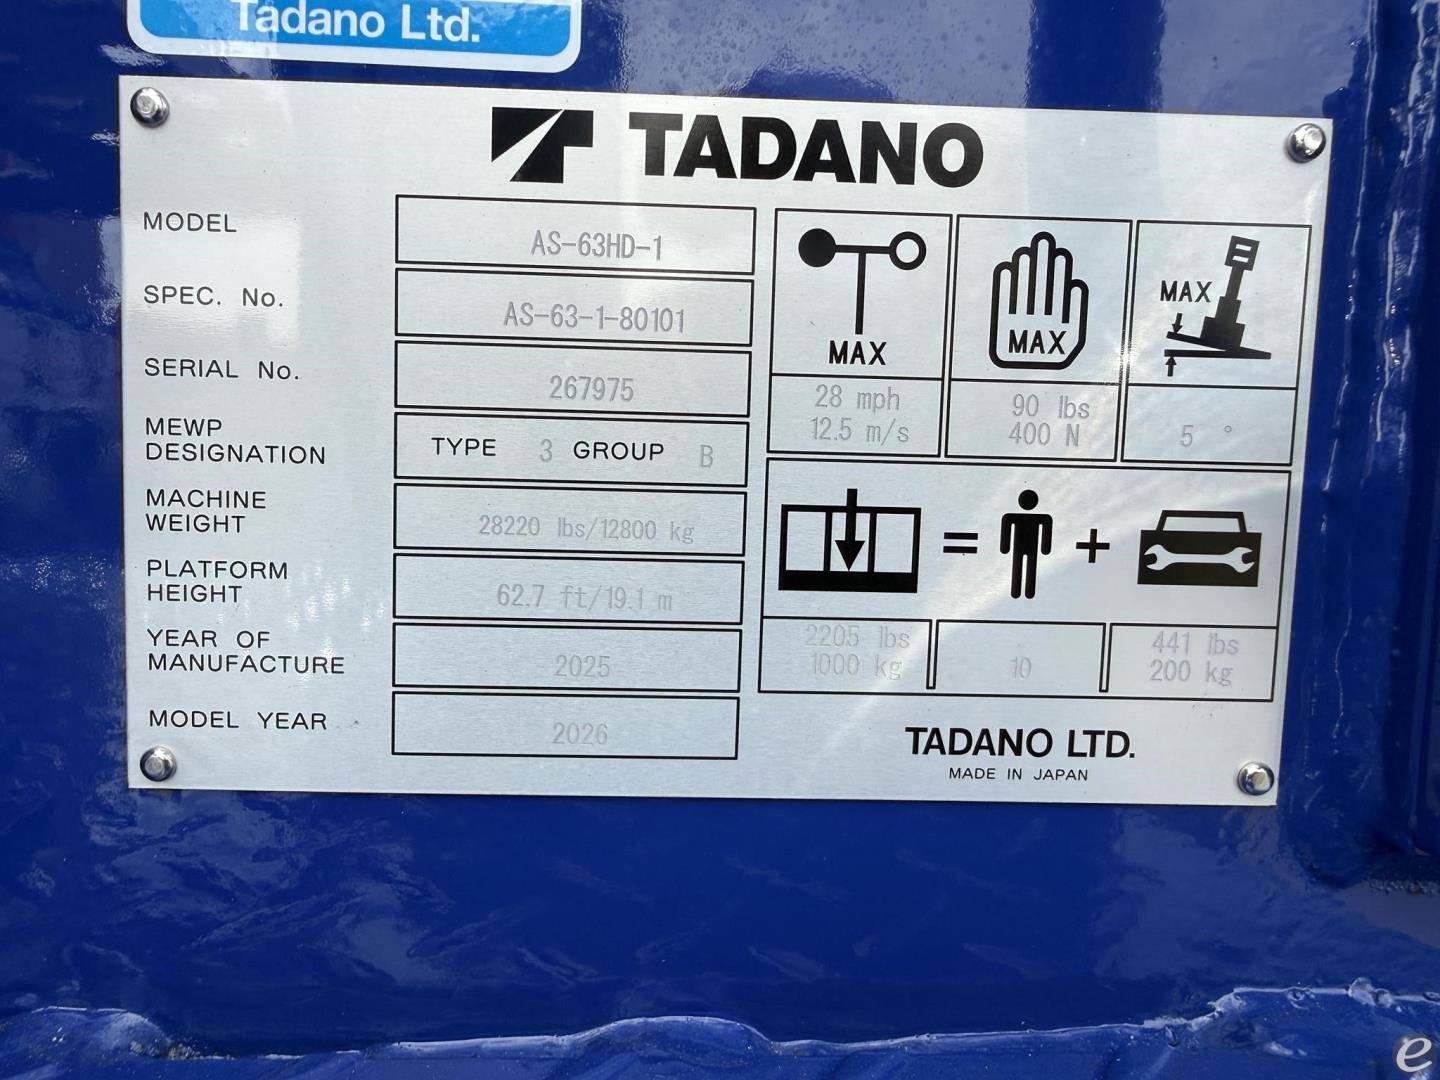 Tadano Ltd.
TADANO
MODEL AS-63HD-1
SPEC. No. AS-63-1-80101
SERIAL No. 267975
MEWP
DESIGNATION
TYPE 3 GROUP B
MACHINE
WEIGHT
28220 lbs/12800 kg
PLATFORM
HEIGHT
62.7 ft/19.1 m
YEAR OF
MANUFACTURE
2025
MODEL YEAR 2026
MAX
28 mph
12.5 m/s
MAX
90 lbs
400 N
MAX
5 °
= +
2205 lbs
1000 kg
10
441 lbs
200 kg
TADANO LTD.
MADE IN JAPAN
e